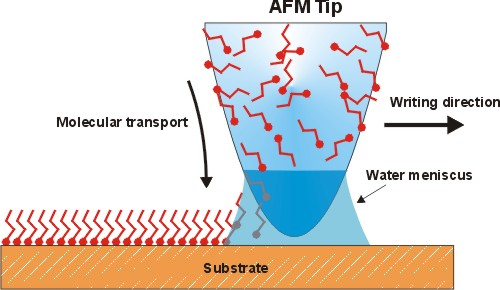 AFM Tip
Molecular transport
Writing direction
Water meniscus
Substrate